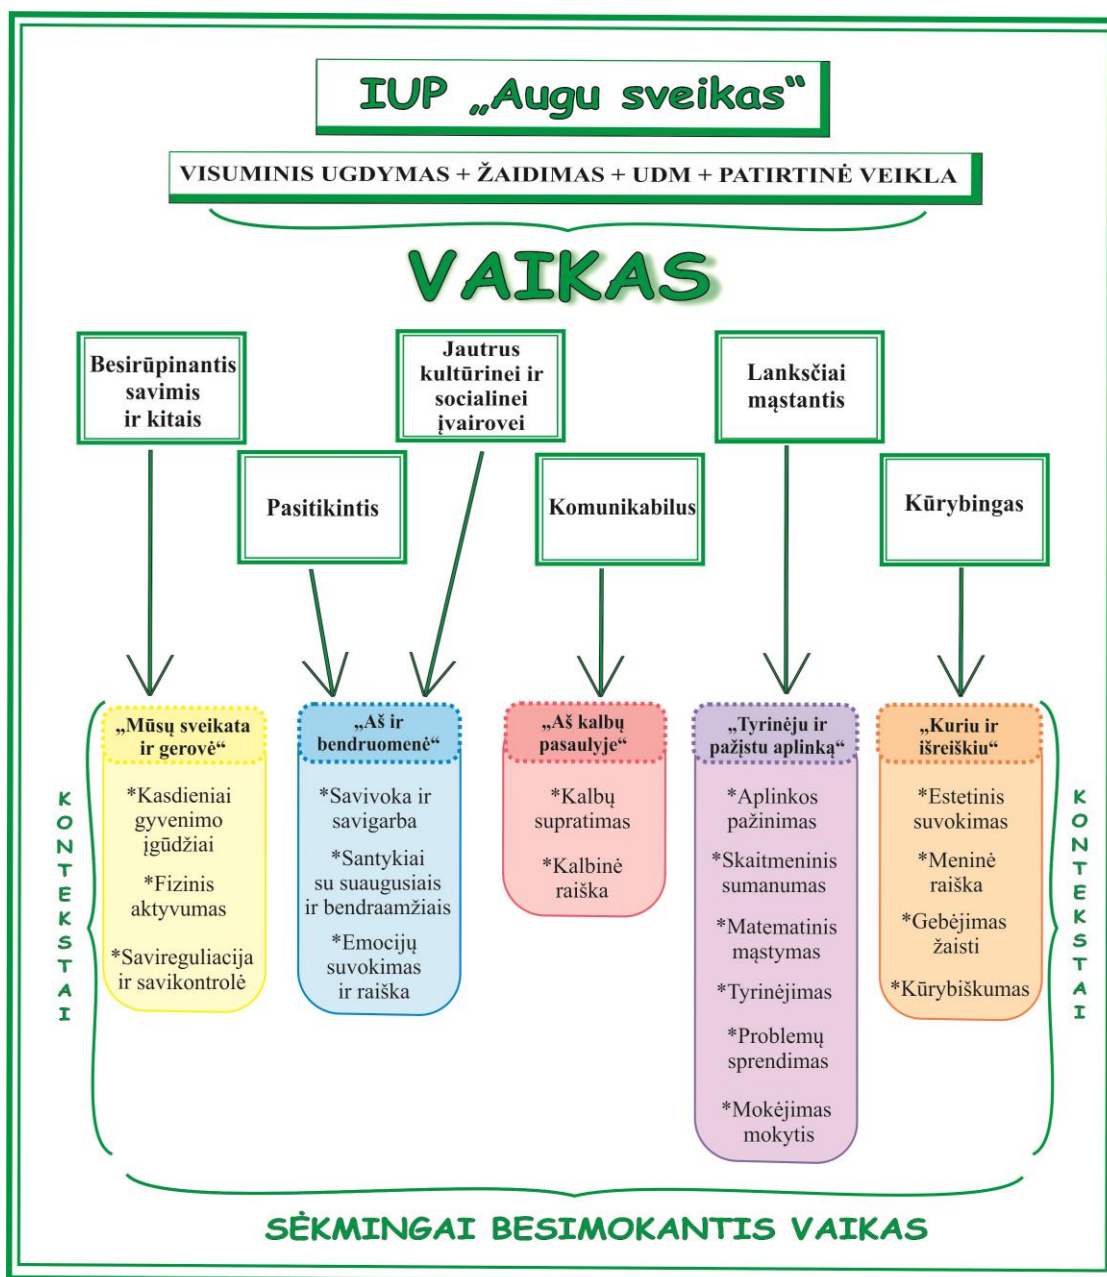 IUP „Augu sveikas“
VISUMINIS UGDYMAS + ŽAIDIMAS + UDM + PATIRTINĖ VEIKLA
VAIKAS
Besirūpinantis
savimis
ir kitais
Jautrus
kultūrinei ir
socialinei
įvairovei
Lanksčiai
mąstantis
Pasitikintis
Komunikabilus
Kūrybingas
KONTEKSTAI
„Mūsų sveikata
ir gerovė“
*Kasdieniai
gyvenimo
įgūdžiai
*Fizinis
aktyvumas
*Savireguliacija
ir savikontrolė
„Aš ir
bendruomenė“
*Savivoka ir
savigarba
*Santykiai
su suaugusiais
ir bendraamžiais
*Emocijų
suvokimas
ir raiška
„Aš kalbų
pasaulyje“
*Kalbų
supratimas
*Kalbinė
raiška
„Tyrinėju ir
pažįstu aplinką“
*Aplinkos
pažinimas
*Skaitmeninis
sumanumas
*Matematinis
mąstymas
*Tyrinėjimas
*Problemų
sprendimas
*Mokėjimas
mokytis
„Kuriu ir
išreiškiu“
*Estetinis
suvokimas
*Meninė
raiška
*Gebėjimas
žaisti
*Kūrybiškumas
KONTEKSTAI
SĖKMINGAI BESIMOKANTIS VAIKAS